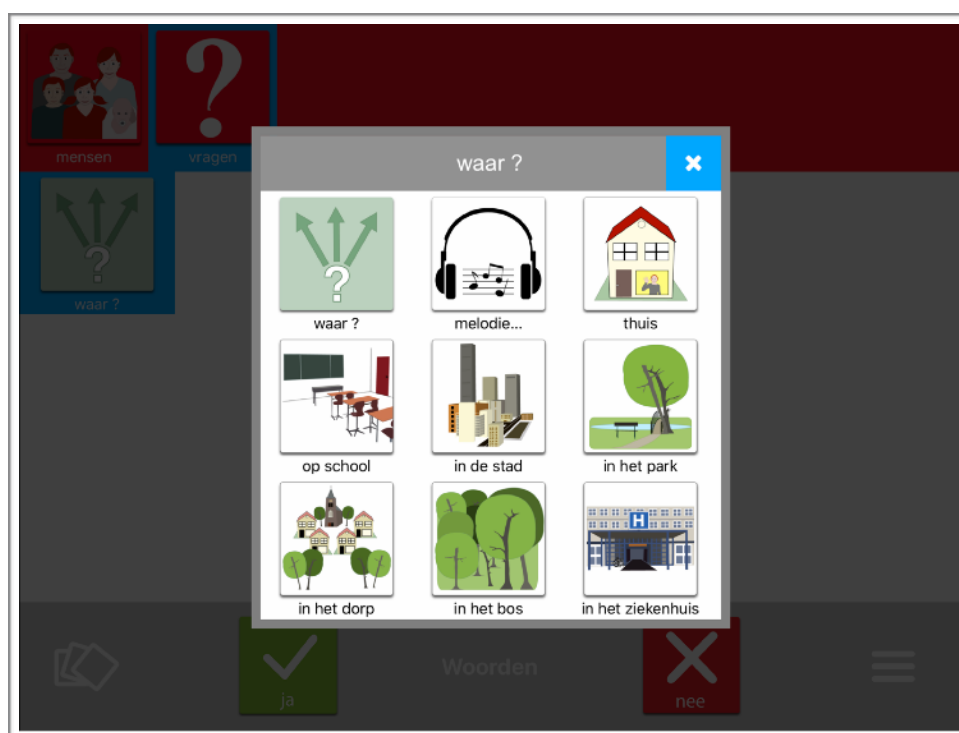 mensen
vragen
waar ?
waar ?
waar ?
melodie...
thuis
op school
in de stad
in het park
in het dorp
in het bos
H
in het ziekenhuis
ja
Woorden
nee